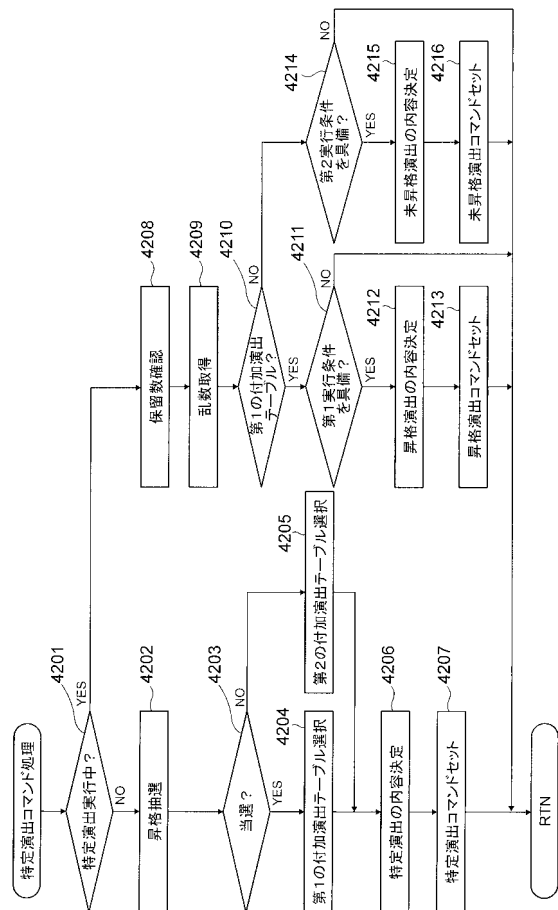 特定演出コマンド処理
4201
特定演出実行中？
YES
NO
4202
昇格抽選
4203
当選？
NO
YES
4204
第1の付加演出テーブル選択
4205
第2の付加演出テーブル選択
4206
特定演出の内容決定
4207
特定演出コマンドセット
RTN
4208
保留数確認
4209
乱数取得
4210
第1の付加演出
テーブル？
NO
YES
4211
第1実行条件
を具備？
NO
YES
4212
昇格演出の内容決定
4213
昇格演出コマンドセット
4214
第2実行条件
を具備？
NO
YES
4215
未昇格演出の内容決定
4216
未昇格演出コマンドセット